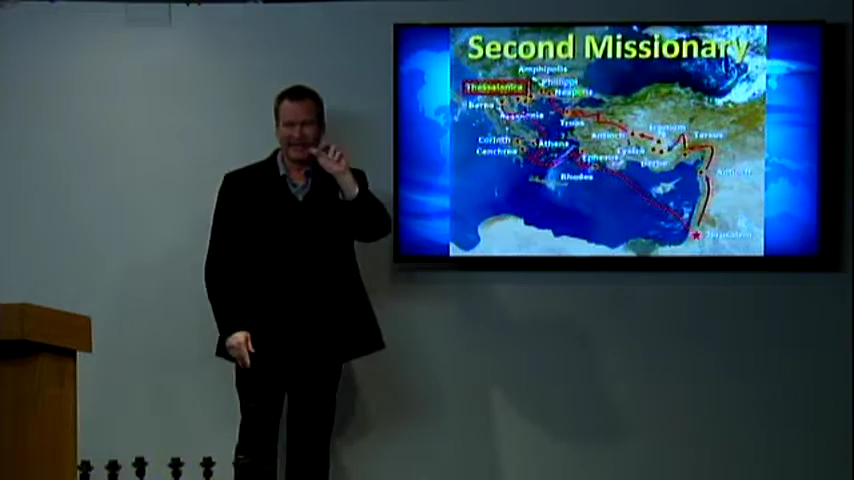 Second Missionary
Amphipolis
Philippi
Thessalonica
Neapolis
Berea
Troas
Antioch
Iconium
Tarsus
Corinth
Athens
Lystra
Cenchrea
Ephesus
Derbe
Antioch
Rhodes
Jerusalem